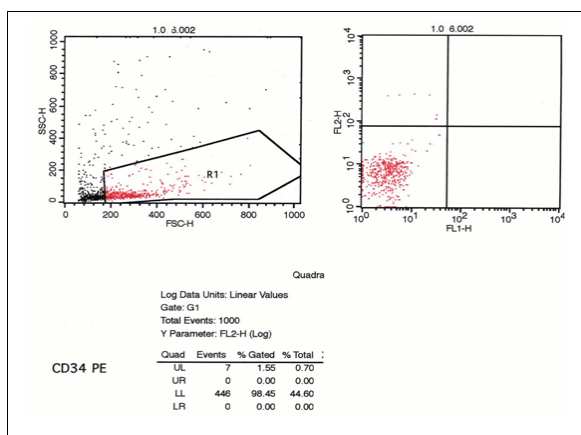 1.0 6.002
SSC-H
1000
800
600
400
200
0
R1
0 200 400 600 800 1000
FSC-H
1.0 6.002
FL2-H
10^4
10^3
10^2
10^1
10^0
10^0 10^1 10^2 10^3 10^4
FL1-H
Quadra
Log Data Units: Linear Values
Gate: G1
Total Events: 1000
Y Parameter: FL2-H (Log)
Quad Events % Gated % Total
UL 7 1.55 0.70
UR 0 0.00 0.00
LL 446 98.45 44.60
LR 0 0.00 0.00
CD34 PE